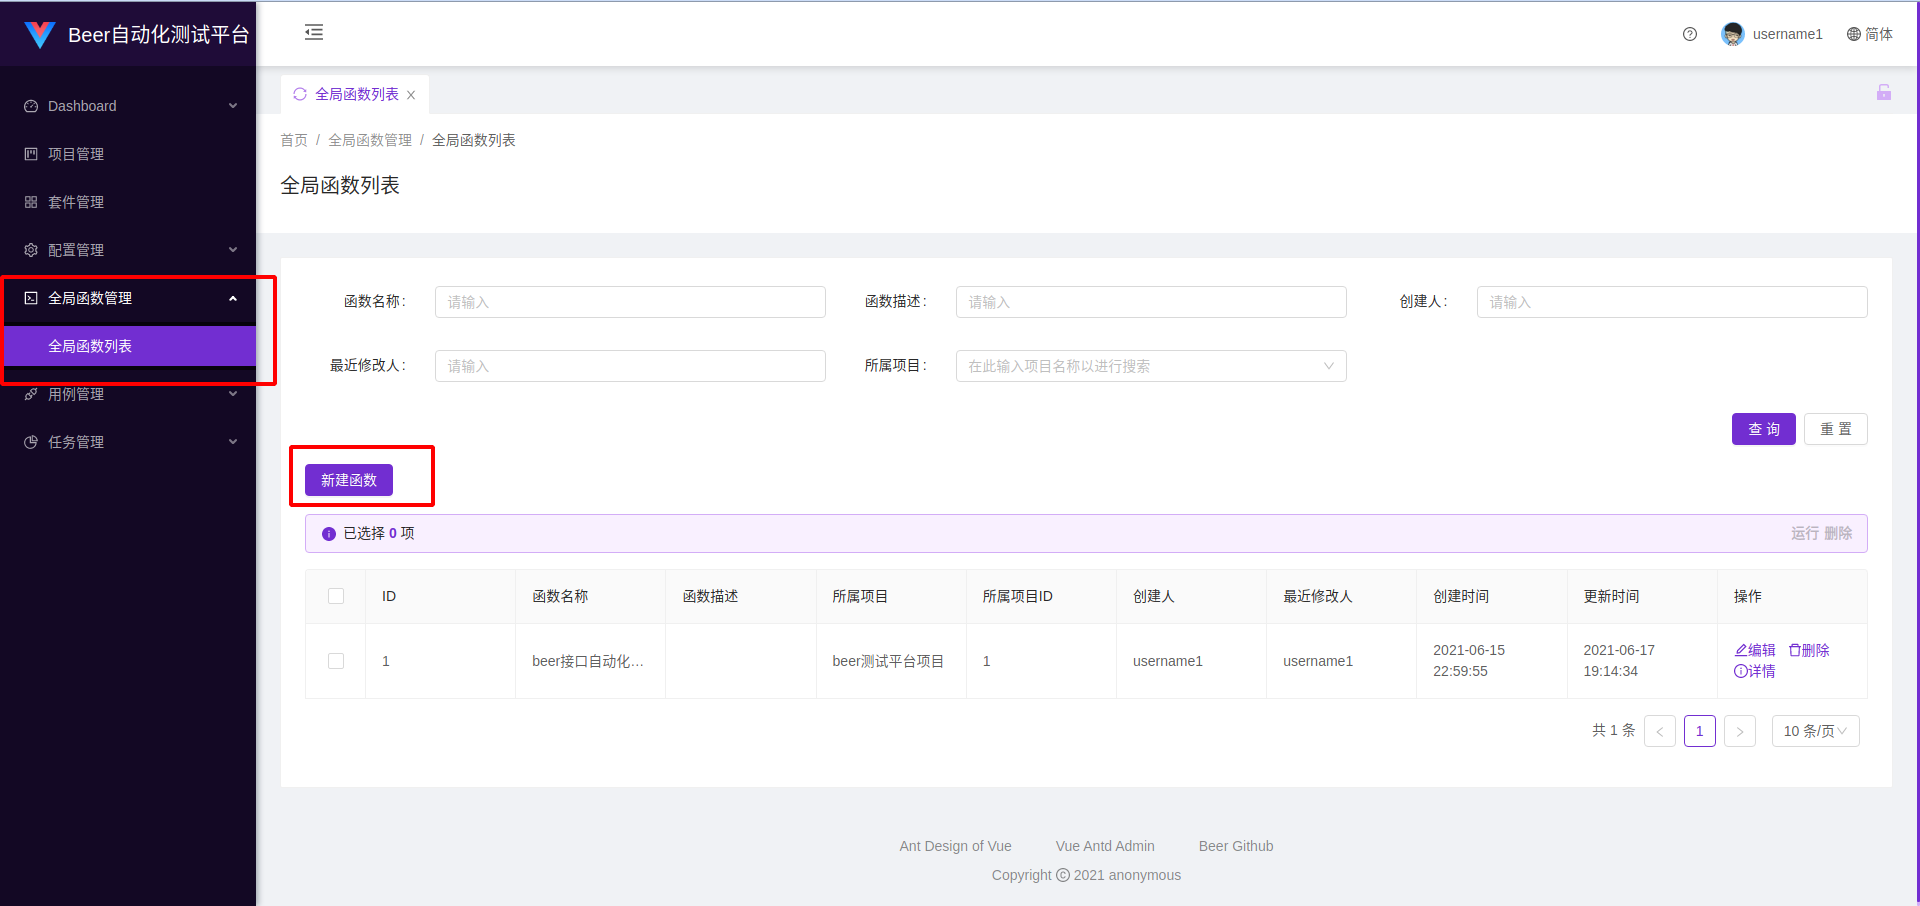 Beer自动化测试平台
username1
简体
Dashboard
项目管理
套件管理
配置管理
全局函数管理
全局函数列表
用例管理
任务管理
全局函数列表
首页 / 全局函数管理 / 全局函数列表
全局函数列表
函数名称: 请输入
函数描述: 请输入
创建人: 请输入
最近修改人: 请输入
所属项目: 在此输入项目名称以进行搜索
查 询
重 置
新建函数
已选择 0 项
运行 删除
ID 函数名称 函数描述 所属项目 所属项目ID 创建人 最近修改人 创建时间 更新时间 操作
1 beer接口自动化... beer测试平台项目 1 username1 username1 2021-06-15 22:59:55 2021-06-17 19:14:34 编辑 删除 详情
共 1 条 < 1 > 10 条/页
Ant Design of Vue Vue Antd Admin Beer Github
Copyright © 2021 anonymous